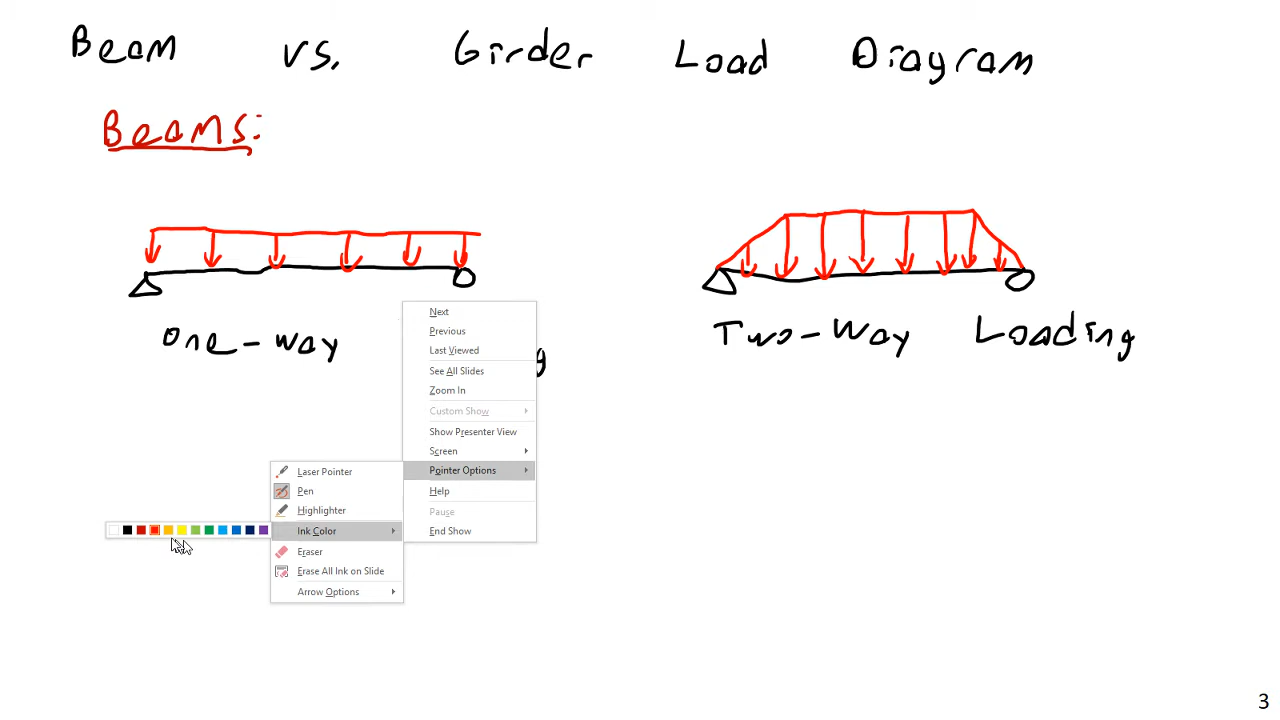 Beam vs. Girder Load Diagram
Beams:
One-way
Two-Way Loading
Next
Previous
Last Viewed
See All Slides
Zoom In
Custom Show
Show Presenter View
Screen
Pointer Options
Help
Pause
End Show
Laser Pointer
Pen
Highlighter
Ink Color
Eraser
Erase All Ink on Slide
Arrow Options
3